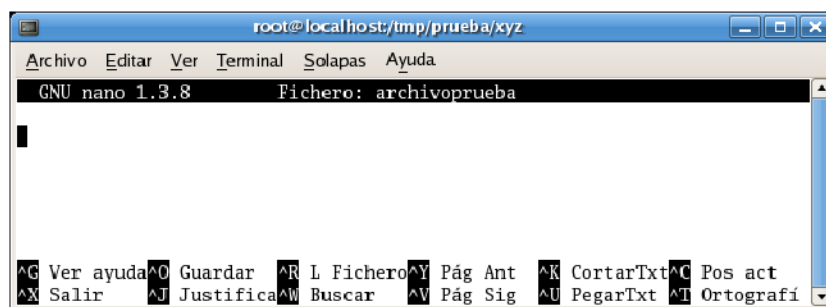 root@localhost:/tmp/prueba/xyz
Archivo Editar Ver Terminal Solapas Ayuda
GNU nano 1.3.8 Fichero: archivoprueba
^G Ver ayuda^O Guardar ^R L Fichero^Y Pág Ant ^K CortarTxt^C Pos act
^X Salir ^J Justifica^W Buscar ^V Pág Sig ^U PegarTxt ^T Ortografí